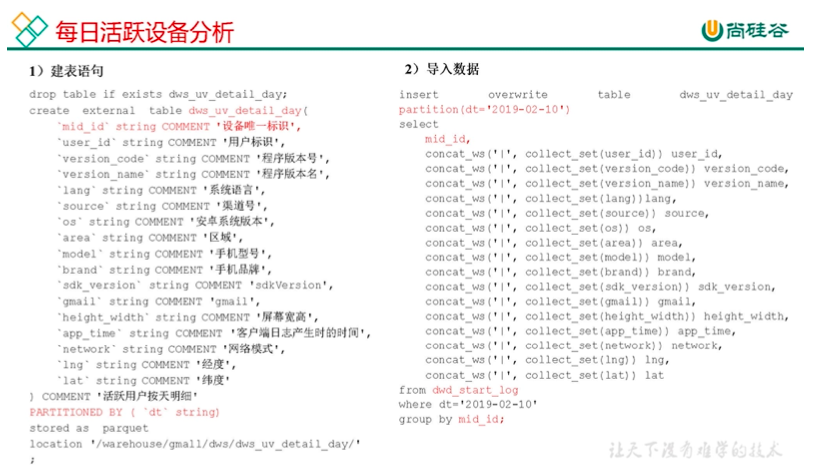 每日活跃设备分析
尚硅谷
1）建表语句
drop table if exists dws_uv_detail_day;
create external table dws_uv_detail_day(
`mid_id` string COMMENT '设备唯一标识',
`user_id` string COMMENT '用户标识',
`version_code` string COMMENT '程序版本号',
`version_name` string COMMENT '程序版本名',
`lang` string COMMENT '系统语言',
`source` string COMMENT '渠道号',
`os` string COMMENT '安卓系统版本',
`area` string COMMENT '区域',
`model` string COMMENT '手机型号',
`brand` string COMMENT '手机品牌',
`sdk_version` string COMMENT 'sdkVersion',
`gmail` string COMMENT 'gmail',
`height_width` string COMMENT '屏幕宽高',
`app_time` string COMMENT '客户端日志产生时的时间',
`network` string COMMENT '网络模式',
`lng` string COMMENT '经度',
`lat` string COMMENT '纬度'
) COMMENT '活跃用户按天明细'
PARTITIONED BY ( `dt` string)
stored as parquet
location '/warehouse/gmall/dws/dws_uv_detail_day/'
;
2）导入数据
insert overwrite table dws_uv_detail_day
partition(dt='2019-02-10')
select
mid_id,
concat_ws('|', collect_set(user_id)) user_id,
concat_ws('|', collect_set(version_code)) version_code,
concat_ws('|', collect_set(version_name)) version_name,
concat_ws('|', collect_set(lang))lang,
concat_ws('|', collect_set(source)) source,
concat_ws('|', collect_set(os)) os,
concat_ws('|', collect_set(area)) area,
concat_ws('|', collect_set(model)) model,
concat_ws('|', collect_set(brand)) brand,
concat_ws('|', collect_set(sdk_version)) sdk_version,
concat_ws('|', collect_set(gmail)) gmail,
concat_ws('|', collect_set(height_width)) height_width,
concat_ws('|', collect_set(app_time)) app_time,
concat_ws('|', collect_set(network)) network,
concat_ws('|', collect_set(lng)) lng,
concat_ws('|', collect_set(lat)) lat
from dwd_start_log
where dt='2019-02-10'
group by mid_id;
让天下没有难学的技术